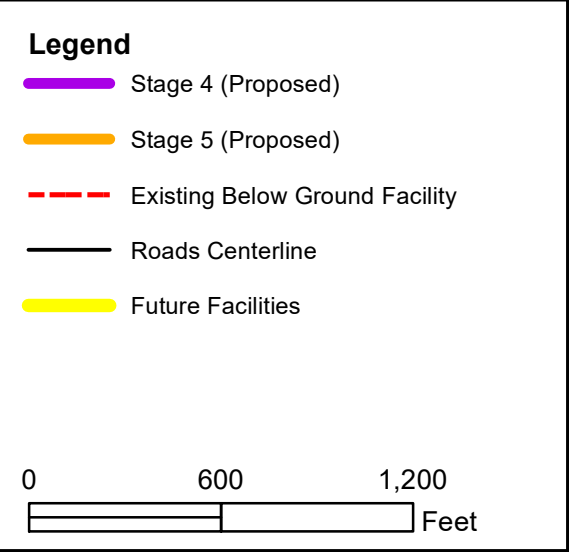 Legend
Stage 4 (Proposed)
Stage 5 (Proposed)
Existing Below Ground Facility
Roads Centerline
Future Facilities
0 600 1,200
Feet